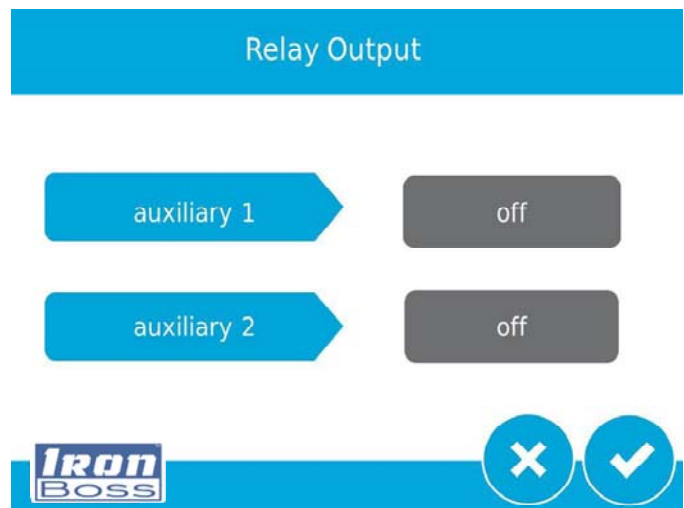 Relay Output
auxiliary 1
off
auxiliary 2
off
IRON
BOSS